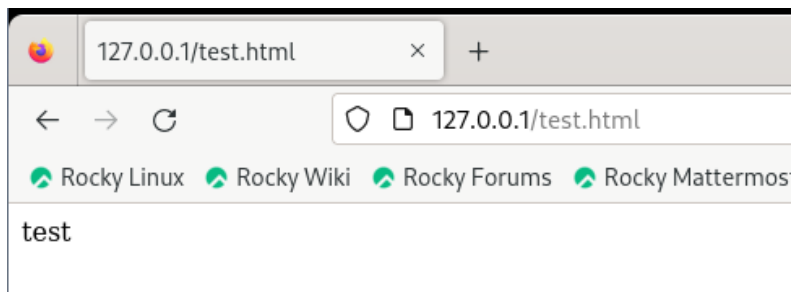 127.0.0.1/test.html
127.0.0.1/test.html
Rocky Linux Rocky Wiki Rocky Forums Rocky Mattermost
test